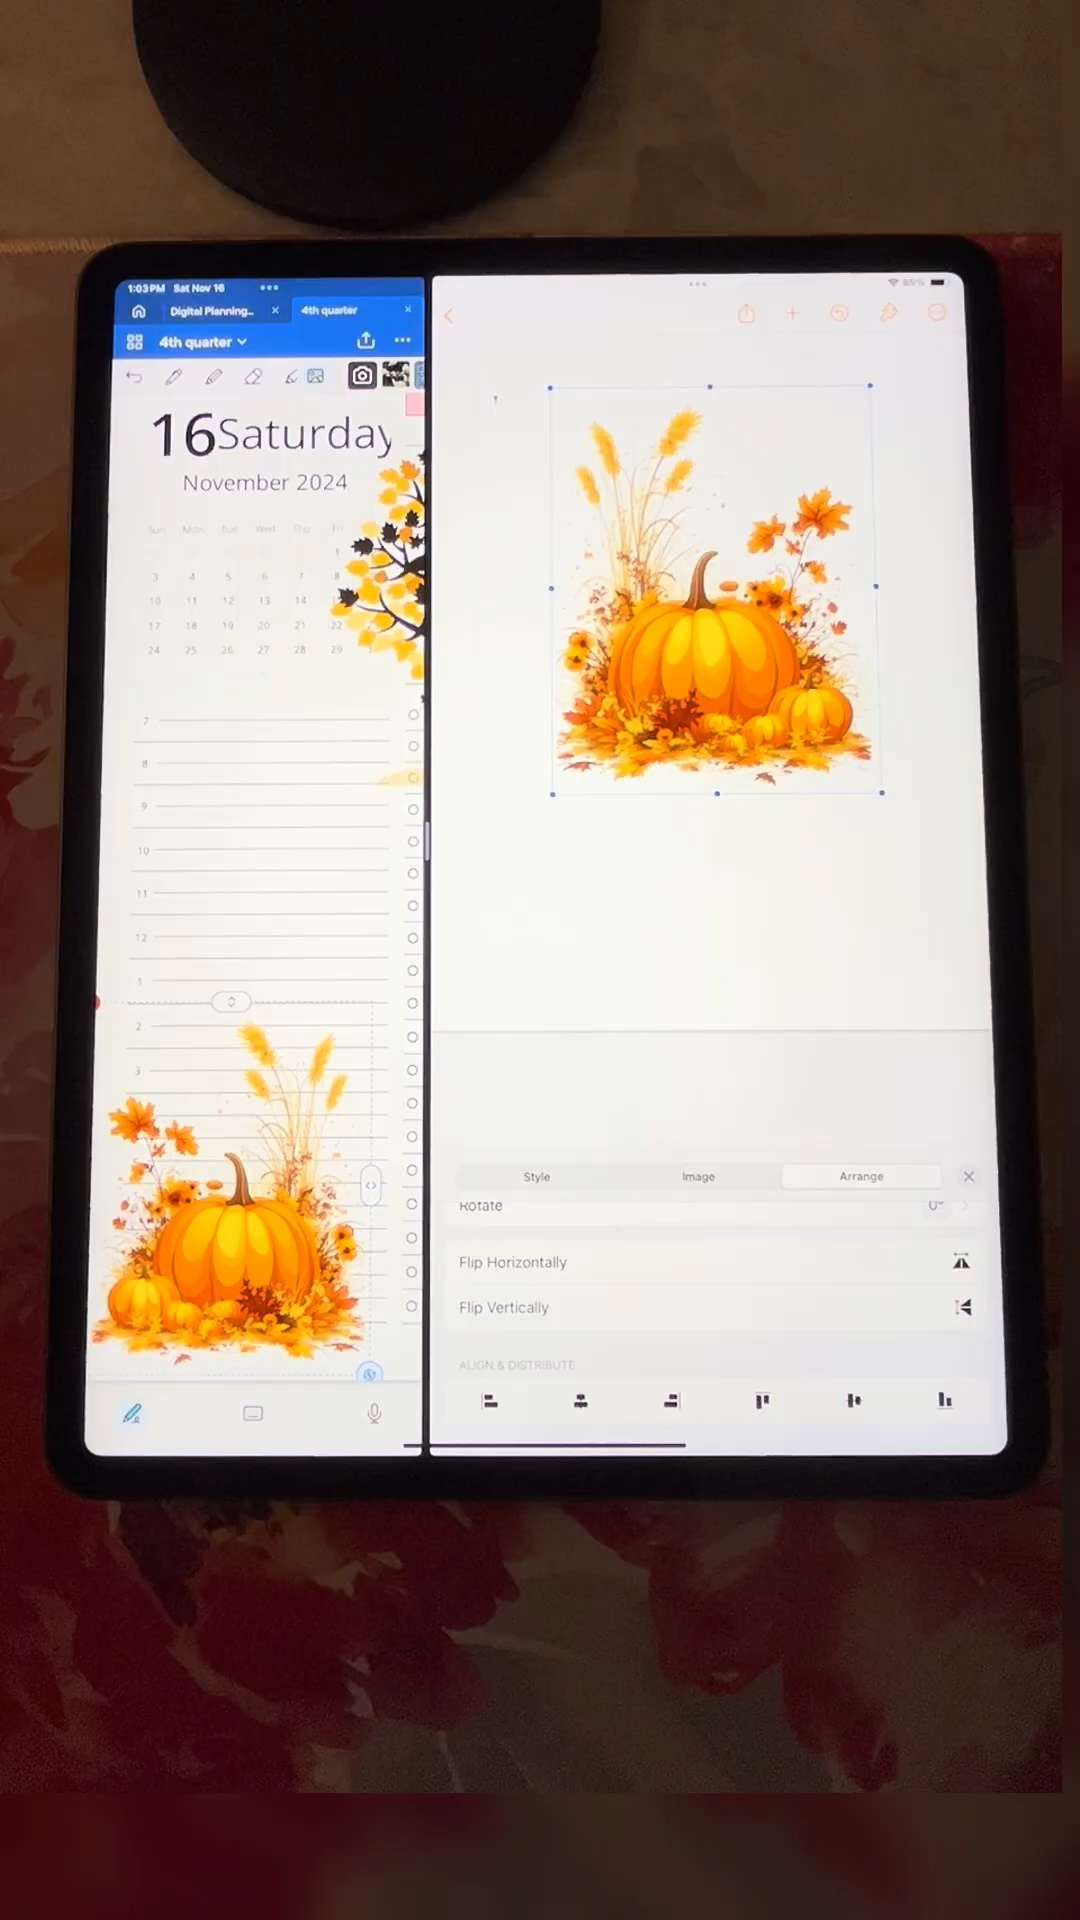 1:03 PM Sat Nov 16
85%
Digital Planning...
4th quarter
4th quarter
16Saturday
November 2024
Sun Mon Tue Wed Thu Fri
1
3 4 5 6 7 8
10 11 12 13 14
17 18 19 20 21 22
24 25 26 27 28 29
7
8
9
10
11
12
1
2
3
Style Image Arrange
Rotate 0°
Flip Horizontally
Flip Vertically
ALIGN & DISTRIBUTE